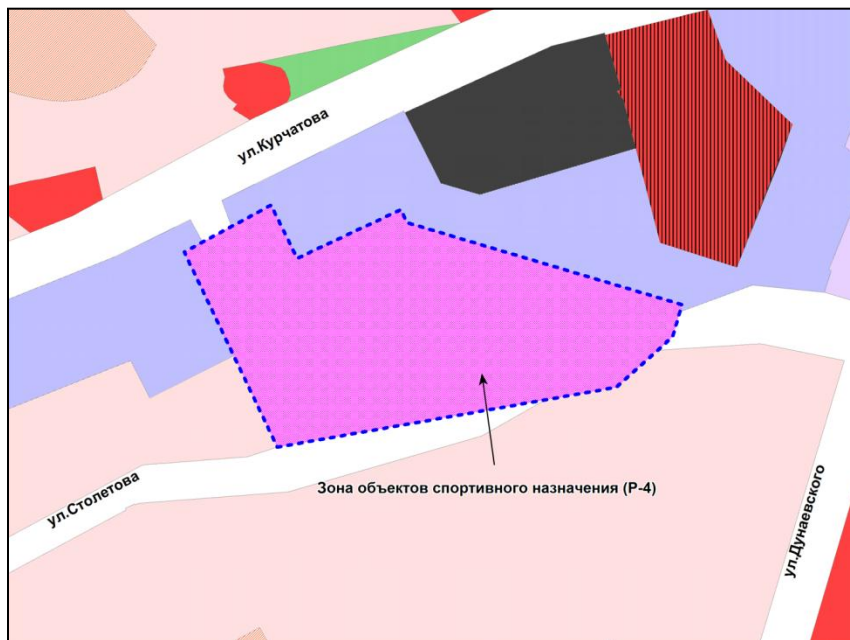 ул.Курчатова
Зона объектов спортивного назначения (Р-4)
ул.Столетова
ул.Дунаевского